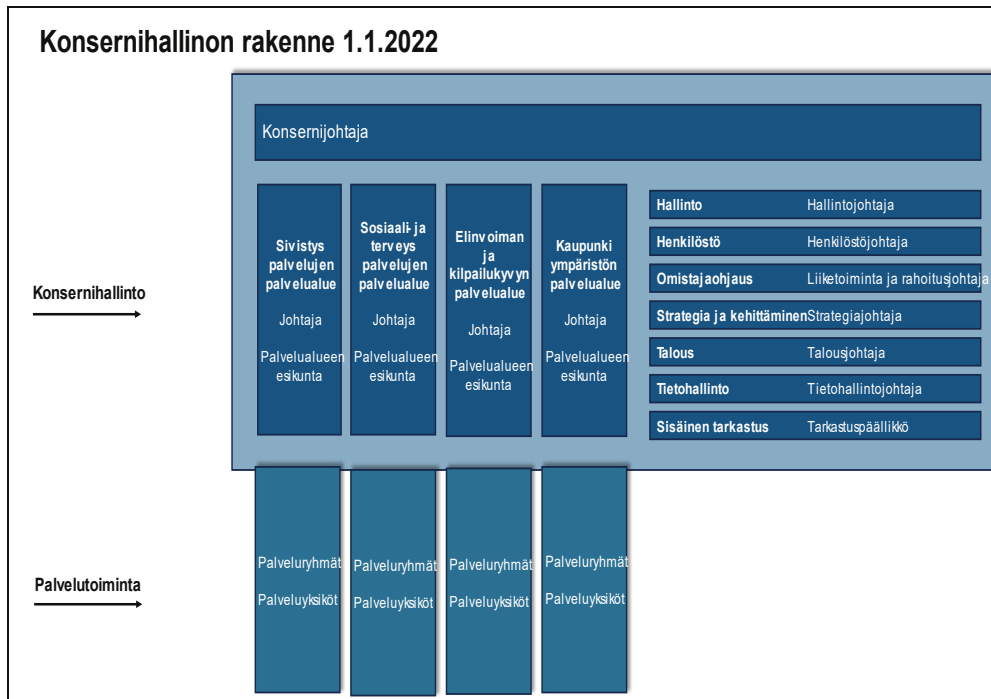 Konsernihallinon rakenne 1.1.2022
Konsernijohtaja
Konsernihallinto
Sivistys
palvelujen
palvelualue
Johtaja
Palvelualueen
esikunta
Sosiaali- ja
terveys
palvelujen
palvelualue
Johtaja
Palvelualueen
esikunta
Elinvoiman
ja
kilpailukyvyn
palvelualue
Johtaja
Palvelualueen
esikunta
Kaupunki
ympäristön
palvelualue
Johtaja
Palvelualueen
esikunta
Hallinto Hallintojohtaja
Henkilöstö Henkilöstöjohtaja
Omistajaohjaus Liiketoiminta ja rahoitusjohtaja
Strategia ja kehittäminen Strategiajohtaja
Talous Talousjohtaja
Tietohallinto Tietohallintojohtaja
Sisäinen tarkastus Tarkastuspäällikkö
Palvelutoiminta
Palveluryhmät
Palveluyksiköt
Palveluryhmät
Palveluyksiköt
Palveluryhmät
Palveluyksiköt
Palveluryhmät
Palveluyksiköt